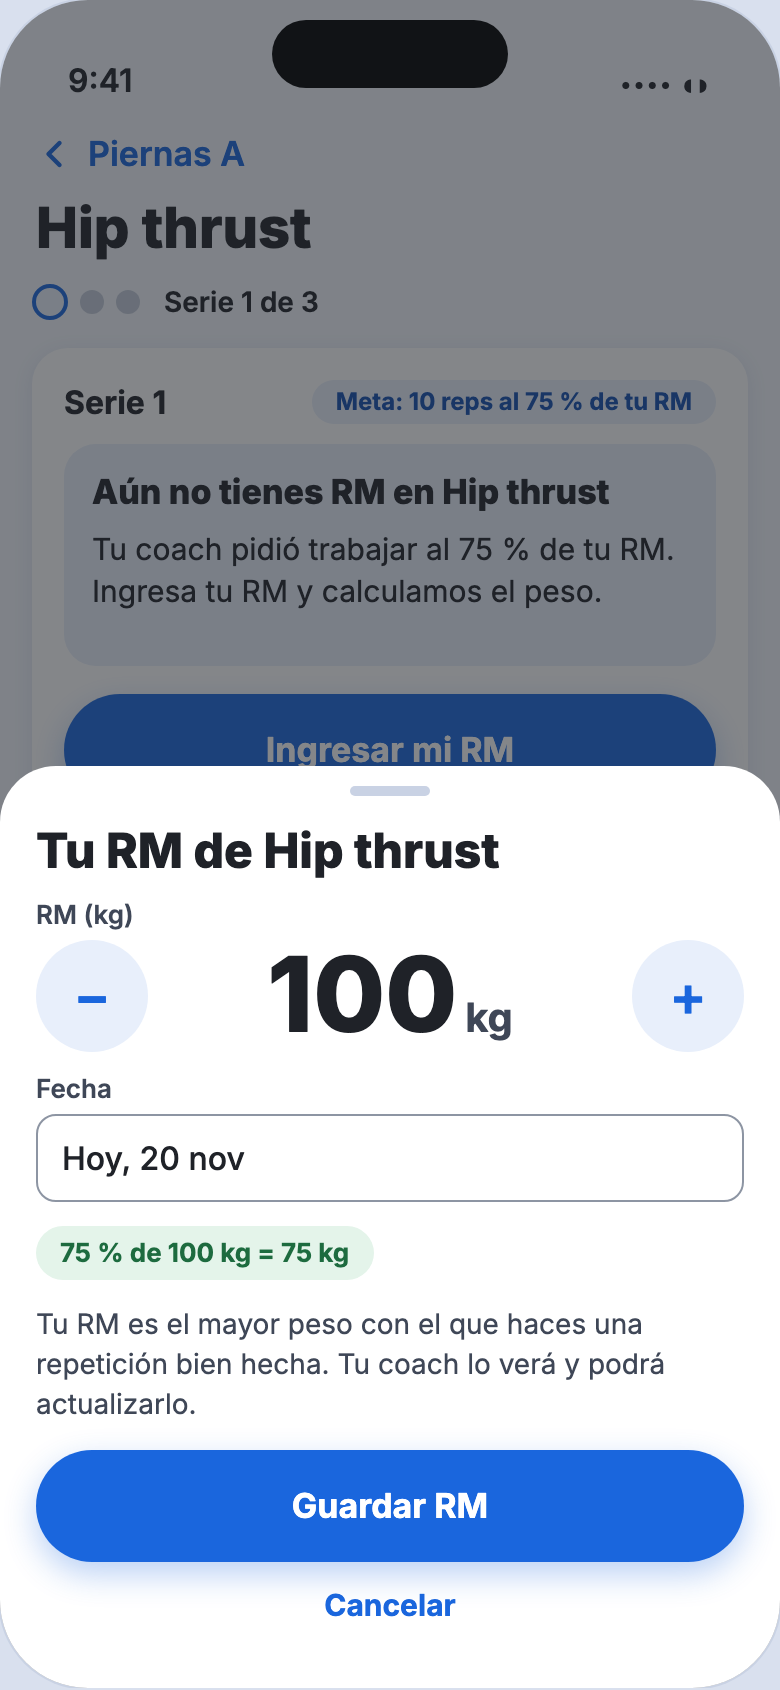 9:41
Piernas A
Hip thrust
Serie 1 de 3
Serie 1
Meta: 10 reps al 75 % de tu RM
Aún no tienes RM en Hip thrust
Tu coach pidió trabajar al 75 % de tu RM.
Ingresa tu RM y calculamos el peso.
Ingresar mi RM
Tu RM de Hip thrust
RM (kg)
− 100 kg +
Fecha
Hoy, 20 nov
75 % de 100 kg = 75 kg
Tu RM es el mayor peso con el que haces una
repetición bien hecha. Tu coach lo verá y podrá
actualizarlo.
Guardar RM
Cancelar